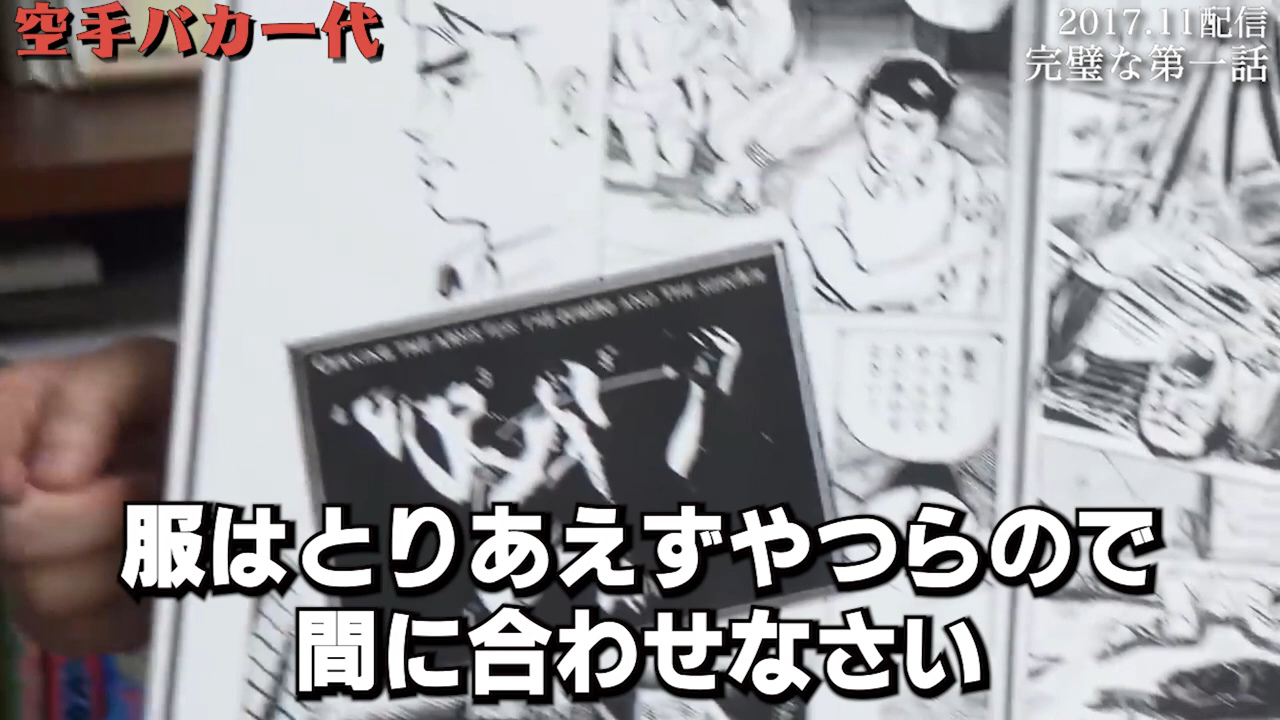 空手バカ一代
2017.11配信
完璧な第一話
服はとりあえずやつらので
間に合わせなさい